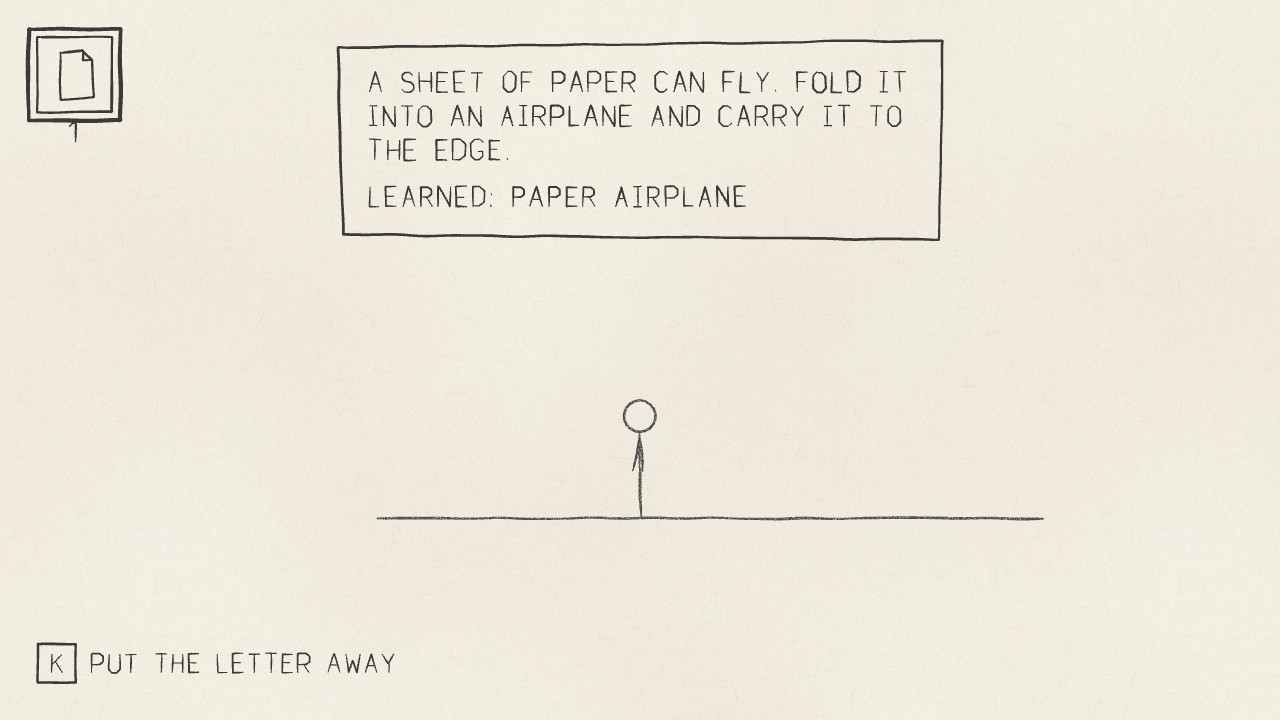 A SHEET OF PAPER CAN FLY. FOLD IT
INTO AN AIRPLANE AND CARRY IT TO
THE EDGE.
LEARNED: PAPER AIRPLANE
K PUT THE LETTER AWAY